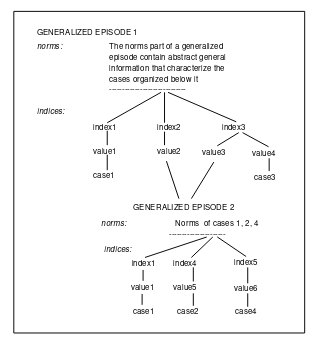 GENERALIZED EPISODE 1
norms: The norms part of a generalized
episode contain abstract general
information that characterize the
cases organized below it
indices:
index1 index2 index3
value1 value2 value3 value4
case1 case3
GENERALIZED EPISODE 2
norms: Norms of cases 1, 2, 4
indices:
index1 index4 index5
value1 value5 value6
case1 case2 case4